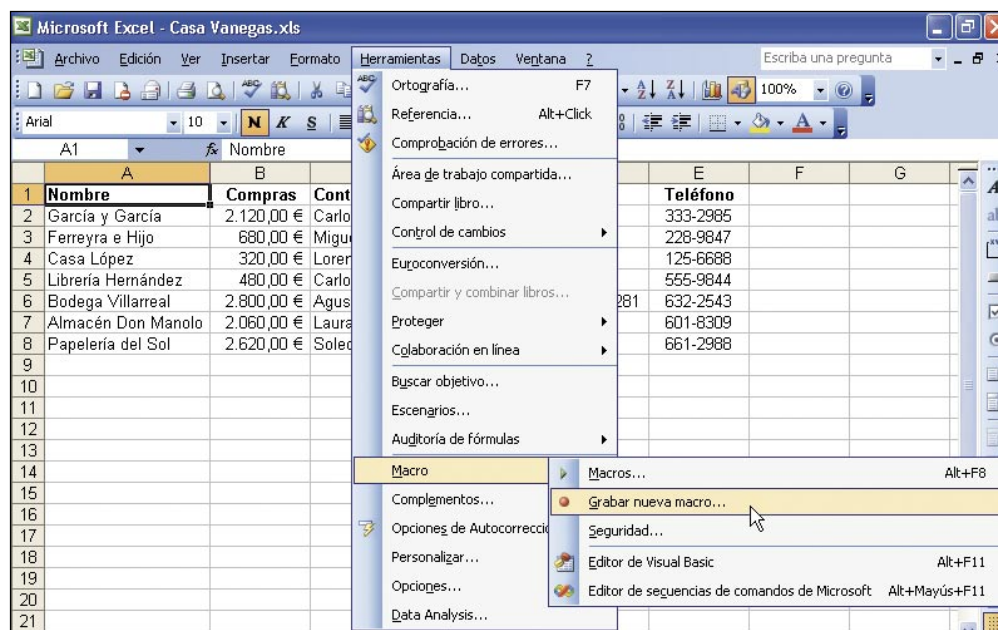 Microsoft Excel - Casa Vanegas.xls
Archivo Edición Ver Insertar Formato Herramientas Datos Ventana ? Escriba una pregunta
100%
Arial 10 N K S
A1 fx Nombre
A B E F G
1 Nombre Compras Teléfono
2 García y García 2.120,00 € 333-2985
3 Ferreyra e Hijo 680,00 € 228-9847
4 Casa López 320,00 € 125-6688
5 Librería Hernández 480,00 € 555-9844
6 Bodega Villarreal 2.800,00 € 281 632-2543
7 Almacén Don Manolo 2.060,00 € Laura 601-8309
8 Papelería del Sol 2.620,00 € 661-2988
9
10
11
12
13
14
15
16
17
18
19
20
21
Ortografía... F7
Referencia... Alt+Click
Comprobación de errores...
Área de trabajo compartida...
Compartir libro...
Control de cambios
Euroconversión...
Compartir y combinar libros...
Proteger
Colaboración en línea
Buscar objetivo...
Escenarios...
Auditoría de fórmulas
Macro
Complementos...
Opciones de
Personalizar...
Opciones...
Data Analysis...
Macros... Alt+F8
Grabar nueva macro...
Seguridad...
Editor de Visual Basic Alt+F11
Editor de secuencias de comandos de Microsoft Alt+Mayús+F11